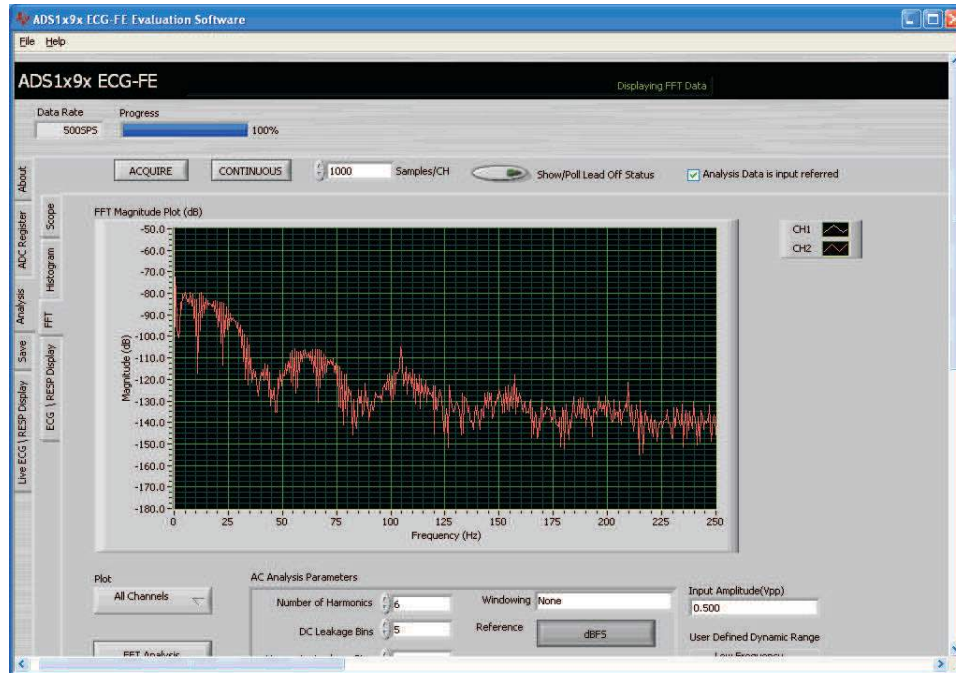 ADS1x9x ECG-FE Evaluation Software
File Help
ADS1x9x ECG-FE
Displaying FFT Data
Data Rate Progress
500SPS 100%
ACQUIRE CONTINUOUS 1000 Samples/CH Show/Poll Lead Off Status Analysis Data is input referred
About
ADC Register
Analysis
Save
Live ECG \ RESP Display
Scope
Histogram
FFT
ECG \ RESP Display
FFT Magnitude Plot (dB)
CH1
CH2
Magnitude (dB)
-50.0
-60.0
-70.0
-80.0
-90.0
-100.0
-110.0
-120.0
-130.0
-140.0
-150.0
-160.0
-170.0
-180.0
0 25 50 75 100 125 150 175 200 225 250
Frequency (Hz)
Plot
All Channels
FFT Analysis
AC Analysis Parameters
Number of Harmonics 6
DC Leakage Bins 5
Windowing None
Reference dBFS
Input Amplitude(Vpp)
0.500
User Defined Dynamic Range
Low Frequency